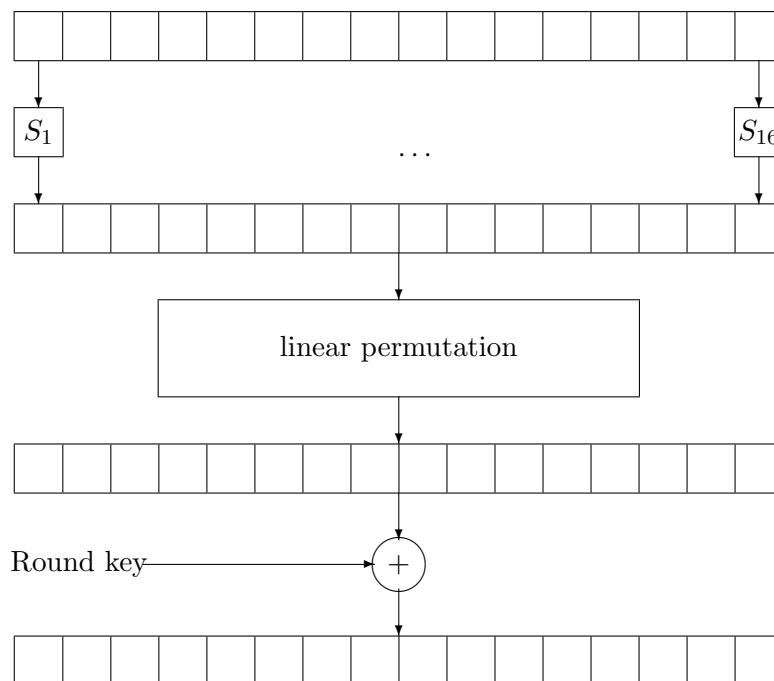 S₁ S₁₆
...
linear permutation
Round key +